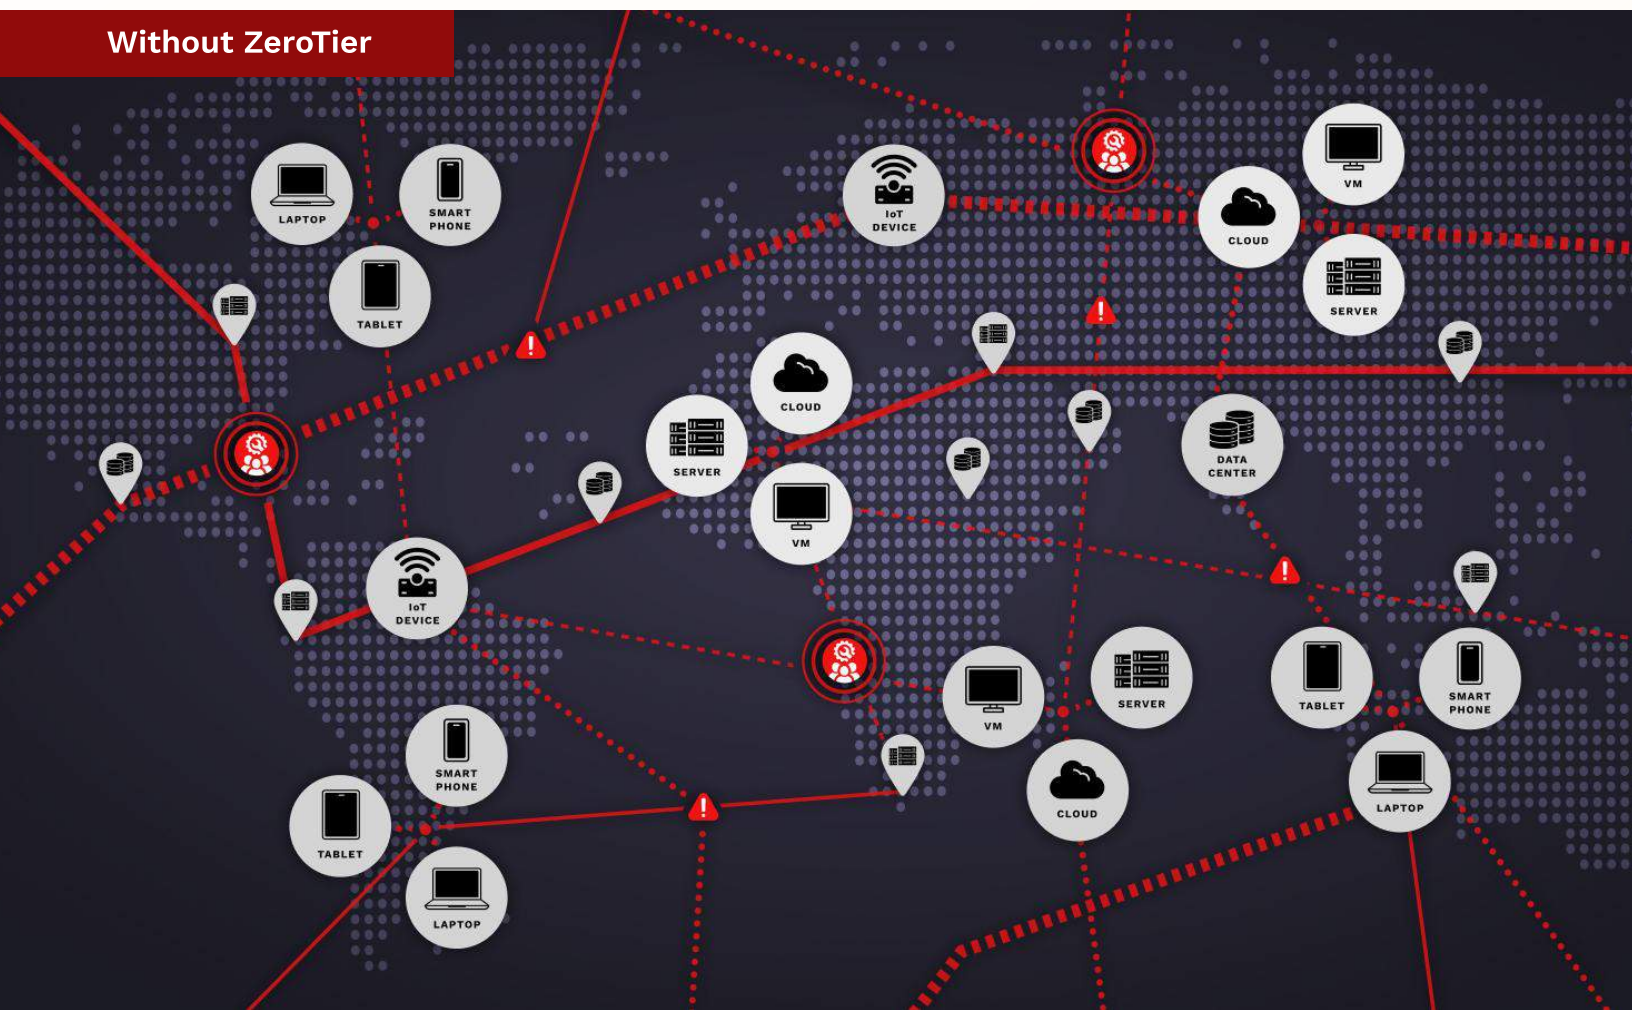 Without ZeroTier
LAPTOP
SMART
PHONE
TABLET
IoT
DEVICE
CLOUD
VM
SERVER
CLOUD
SERVER
VM
DATA
CENTER
IoT
DEVICE
VM
SERVER
CLOUD
TABLET
SMART
PHONE
LAPTOP
SMART
PHONE
TABLET
LAPTOP